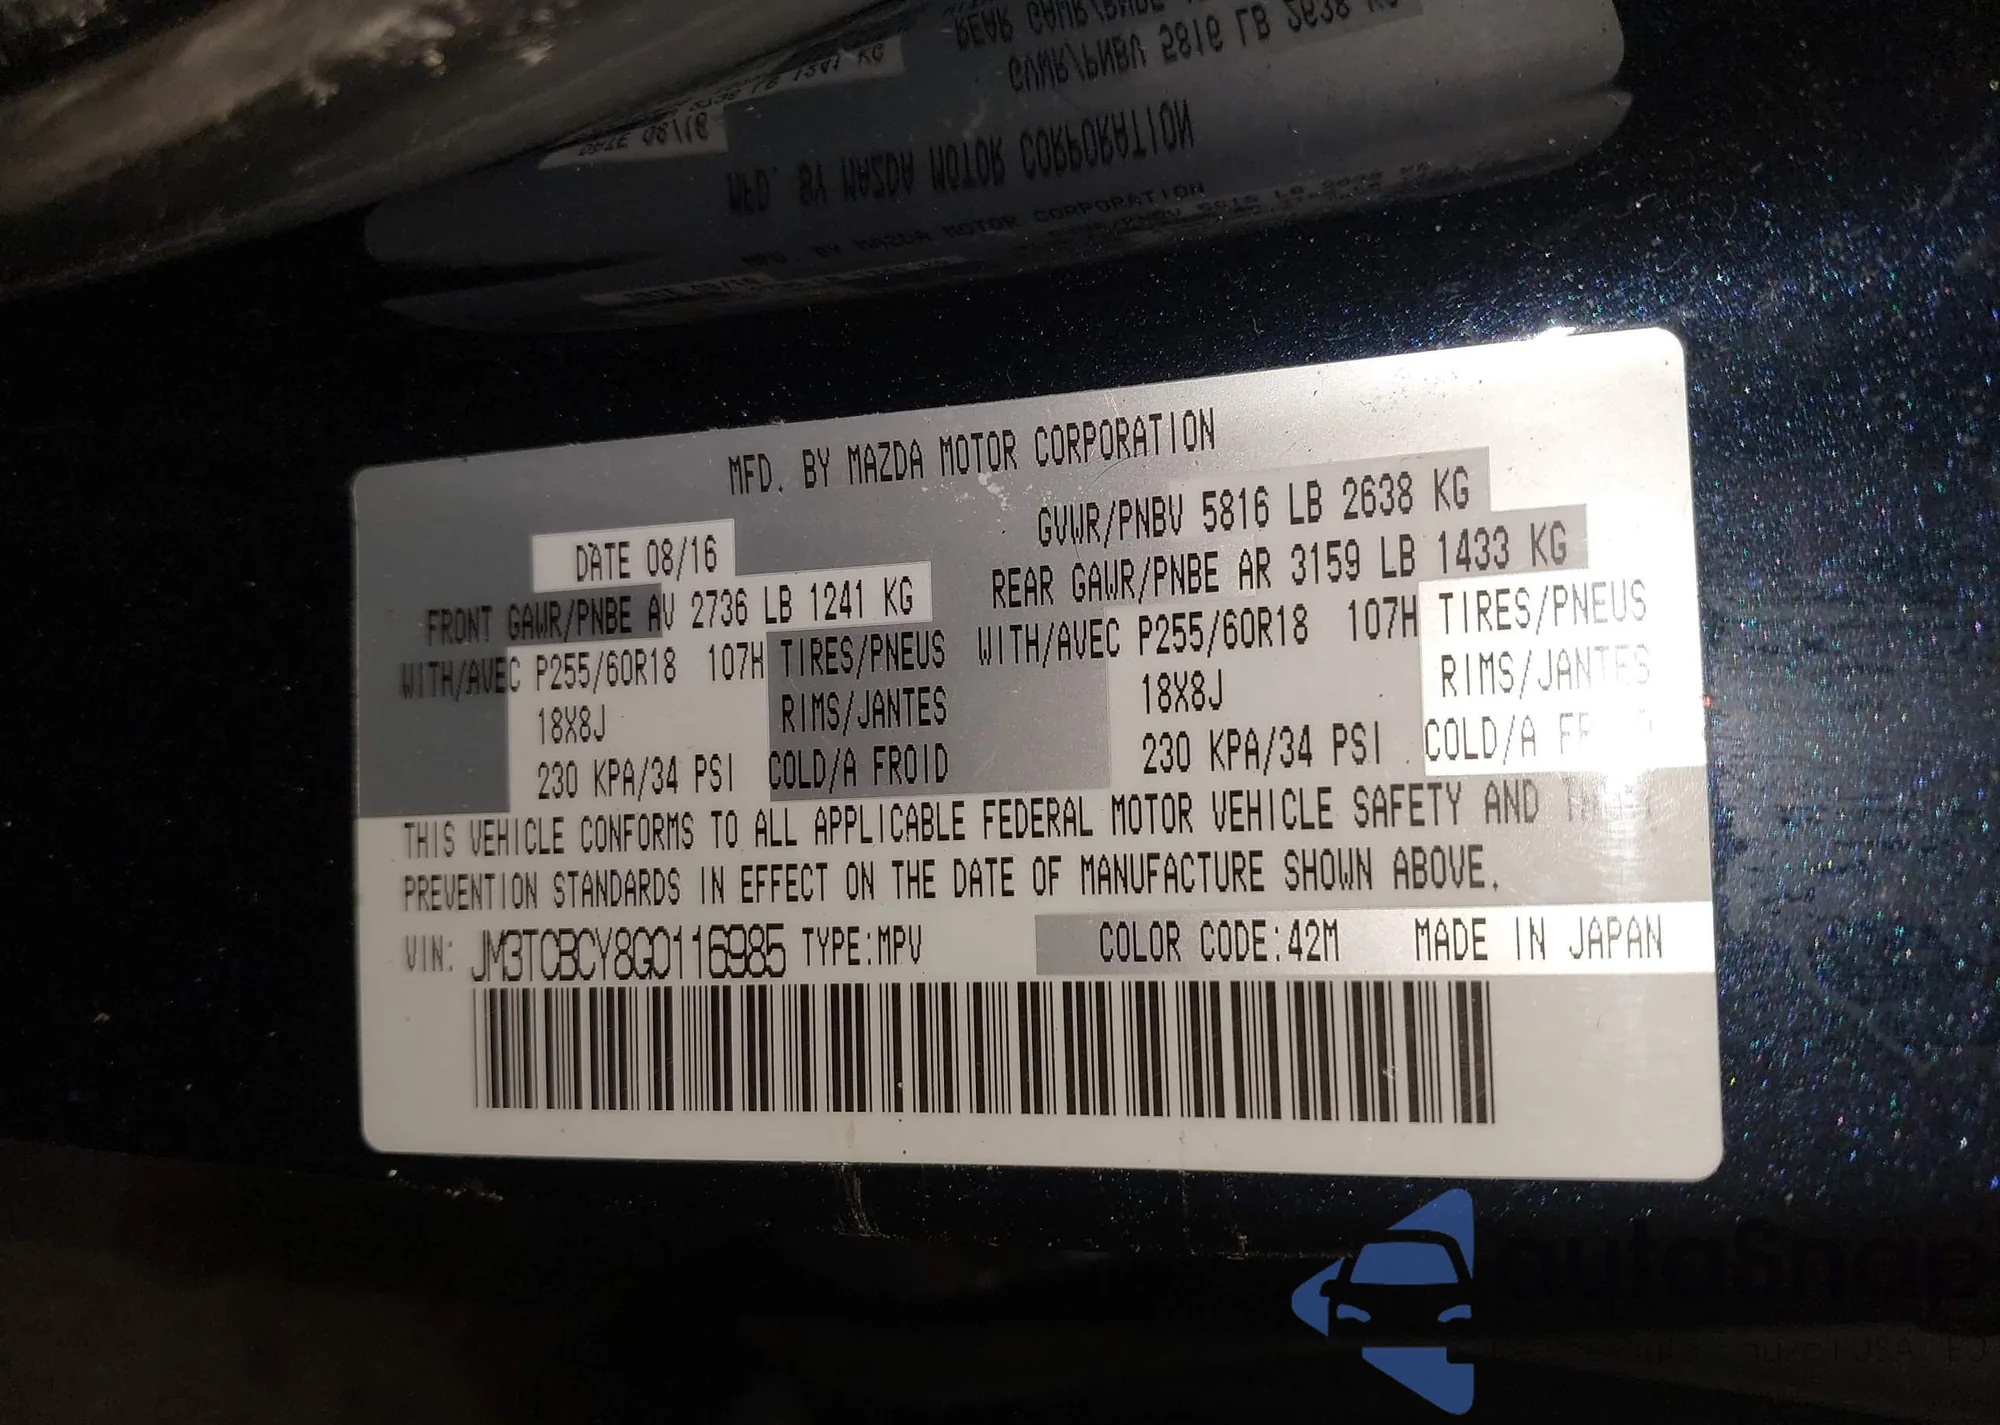 MFD. BY MAZDA MOTOR CORPORATION
DATE 08/16 GVWR/PNBV 5816 LB 2638 KG
FRONT GAWR/PNBE AV 2736 LB 1241 KG REAR GAWR/PNBE AR 3159 LB 1433 KG
WITH/AVEC P255/60R18 107H TIRES/PNEUS WITH/AVEC P255/60R18 107H TIRES/PNEUS
18X8J RIMS/JANTES 18X8J RIMS/JANTES
230 KPA/34 PSI COLD/A FROID 230 KPA/34 PSI COLD/A
THIS VEHICLE CONFORMS TO ALL APPLICABLE FEDERAL MOTOR VEHICLE SAFETY AND
PREVENTION STANDARDS IN EFFECT ON THE DATE OF MANUFACTURE SHOWN ABOVE.
VIN: JM3TCBCY8G0116985 TYPE:MPV COLOR CODE:42M MADE IN JAPAN
autoSnap